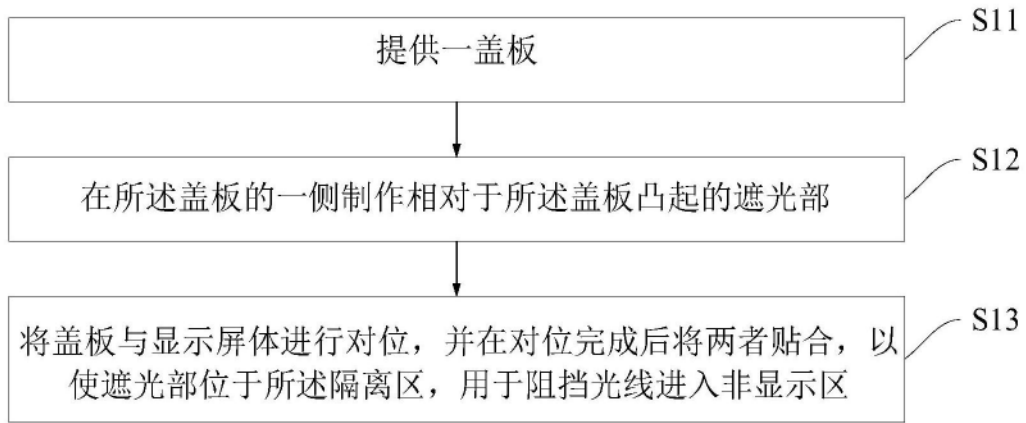 S11
提供一盖板
S12
在所述盖板的一侧制作相对于所述盖板凸起的遮光部
S13
将盖板与显示屏体进行对位，并在对位完成后将两者贴合，以
使遮光部位于所述隔离区，用于阻挡光线进入非显示区